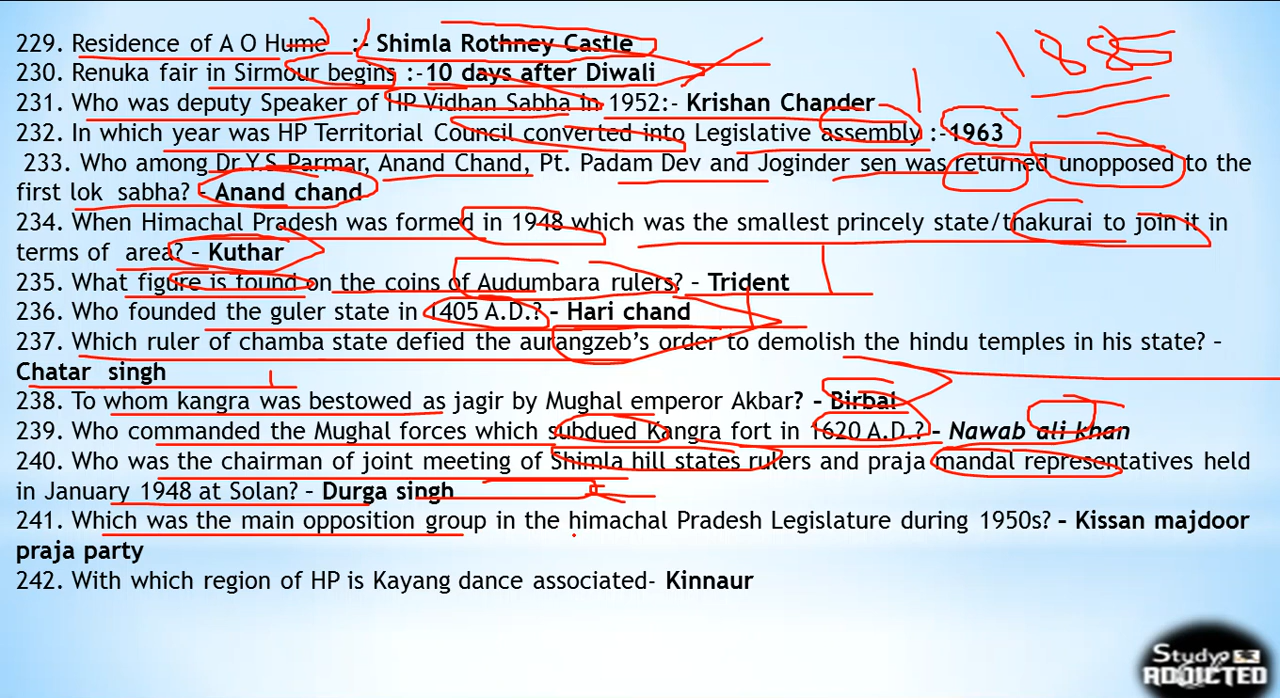 229. Residence of A O Hume :- Shimla Rothney Castle
1885
230. Renuka fair in Sirmour begins :- 10 days after Diwali
231. Who was deputy Speaker of HP Vidhan Sabha in 1952:- Krishan Chander
232. In which year was HP Territorial Council converted into Legislative assembly :-1963
233. Who among Dr.Y.S Parmar, Anand Chand, Pt. Padam Dev and Joginder sen was returned unopposed to the
first lok sabha? - Anand chand
234. When Himachal Pradesh was formed in 1948 which was the smallest princely state/thakurai to join it in
terms of area? – Kuthar
235. What figure is found on the coins of Audumbara rulers? – Trident
236. Who founded the guler state in 1405 A.D.? – Hari chand
237. Which ruler of chamba state defied the aurangzeb's order to demolish the hindu temples in his state? –
Chatar singh
238. To whom kangra was bestowed as jagir by Mughal emperor Akbar? – Birbal
239. Who commanded the Mughal forces which subdued Kangra fort in 1620 A.D.? – Nawab ali khan
240. Who was the chairman of joint meeting of Shimla hill states rulers and praja mandal representatives held
in January 1948 at Solan? – Durga singh
241. Which was the main opposition group in the himachal Pradesh Legislature during 1950s? – Kissan majdoor
praja party
242. With which region of HP is Kayang dance associated- Kinnaur
Study
ADDICTED